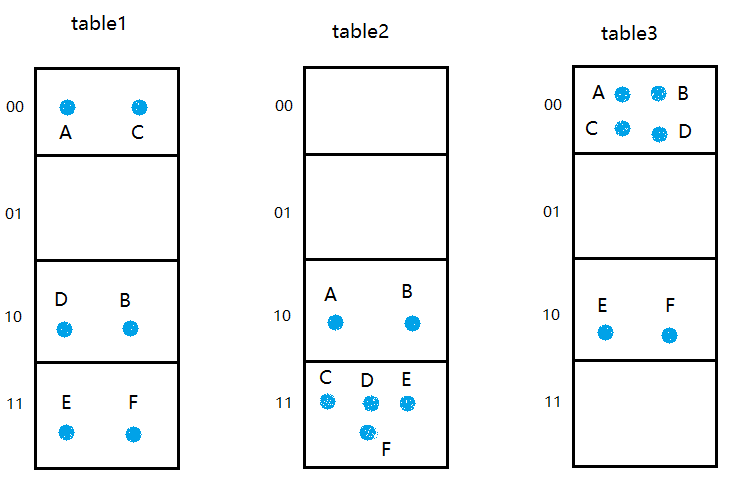 table1
00
A C
01
D B
10
E F
11
table2
00
01
A B
10
C D E
11
F
table3
00
A B
C D
01
E F
10
11